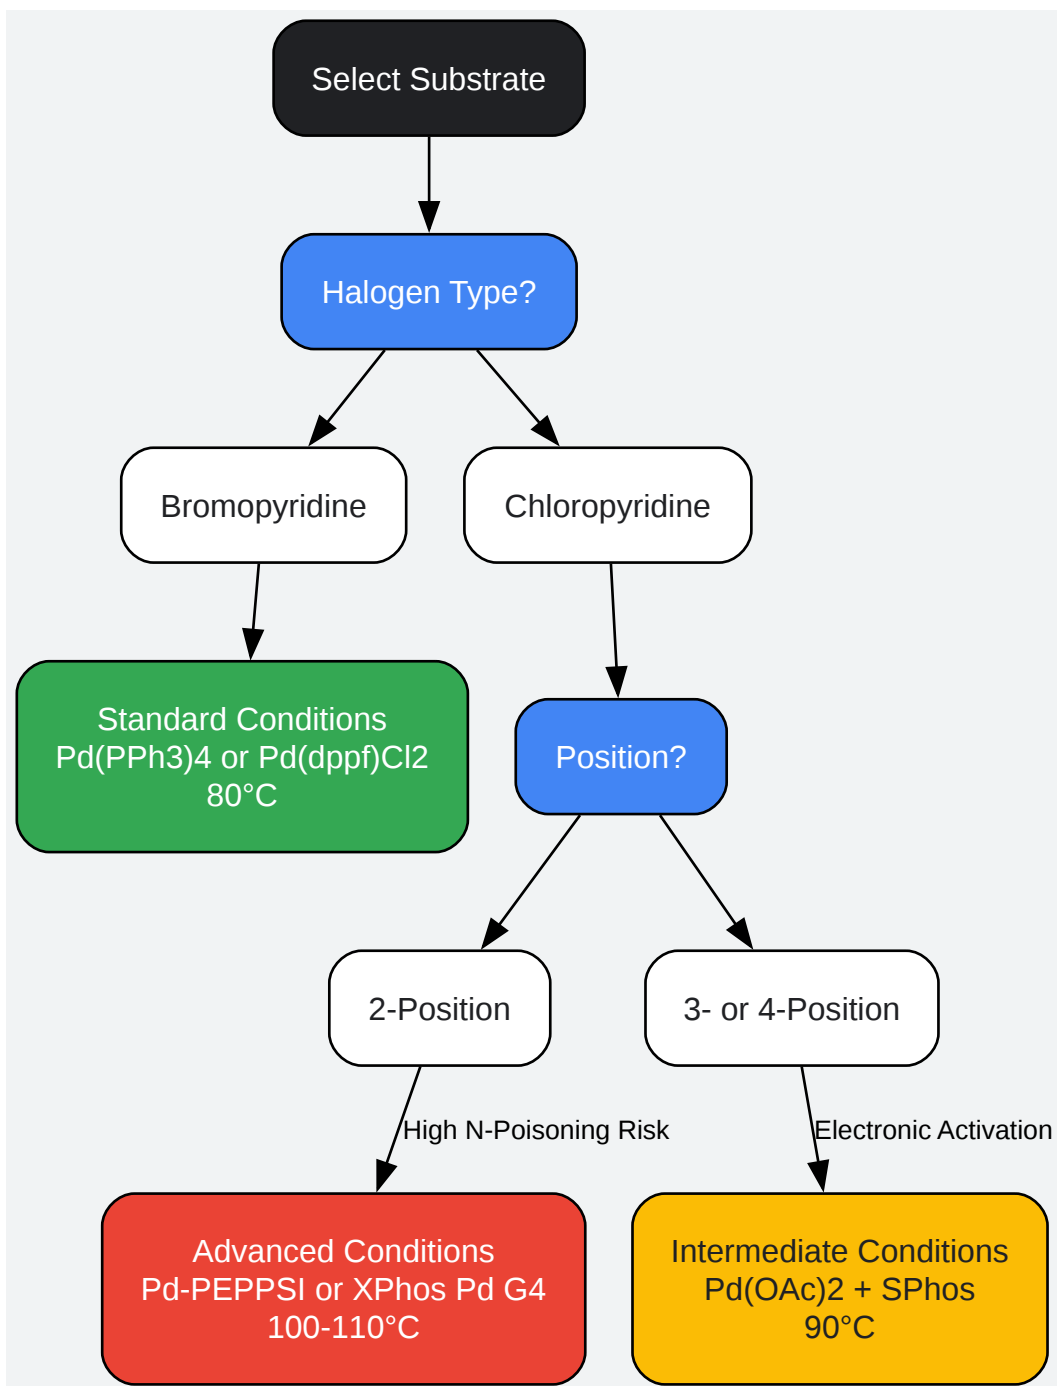 Select Substrate
Halogen Type?
Bromopyridine
Chloropyridine
Standard Conditions
Pd(PPh3)4 or Pd(dppf)Cl2
80°C
Position?
2-Position
3- or 4-Position
High N-Poisoning Risk
Electronic Activation
Advanced Conditions
Pd-PEPPSI or XPhos Pd G4
100-110°C
Intermediate Conditions
Pd(OAc)2 + SPhos
90°C